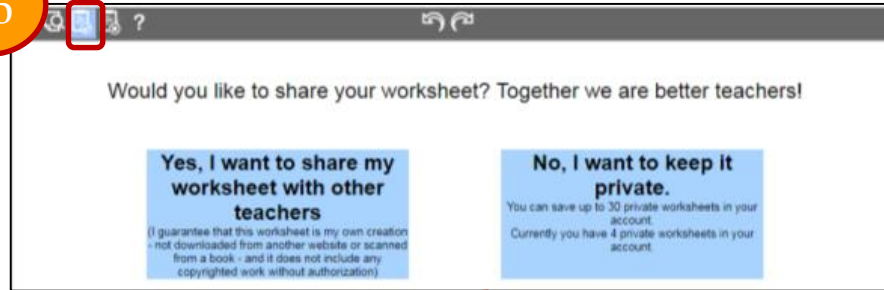 ?
Would you like to share your worksheet? Together we are better teachers!
Yes, I want to share my
worksheet with other
teachers
(I guarantee that this worksheet is my own creation
- not downloaded from another website or scanned
from a book - and it does not include any
copyrighted work without authorization)
No, I want to keep it
private.
You can save up to 30 private worksheets in your
account.
Currently you have 4 private worksheets in your
account.